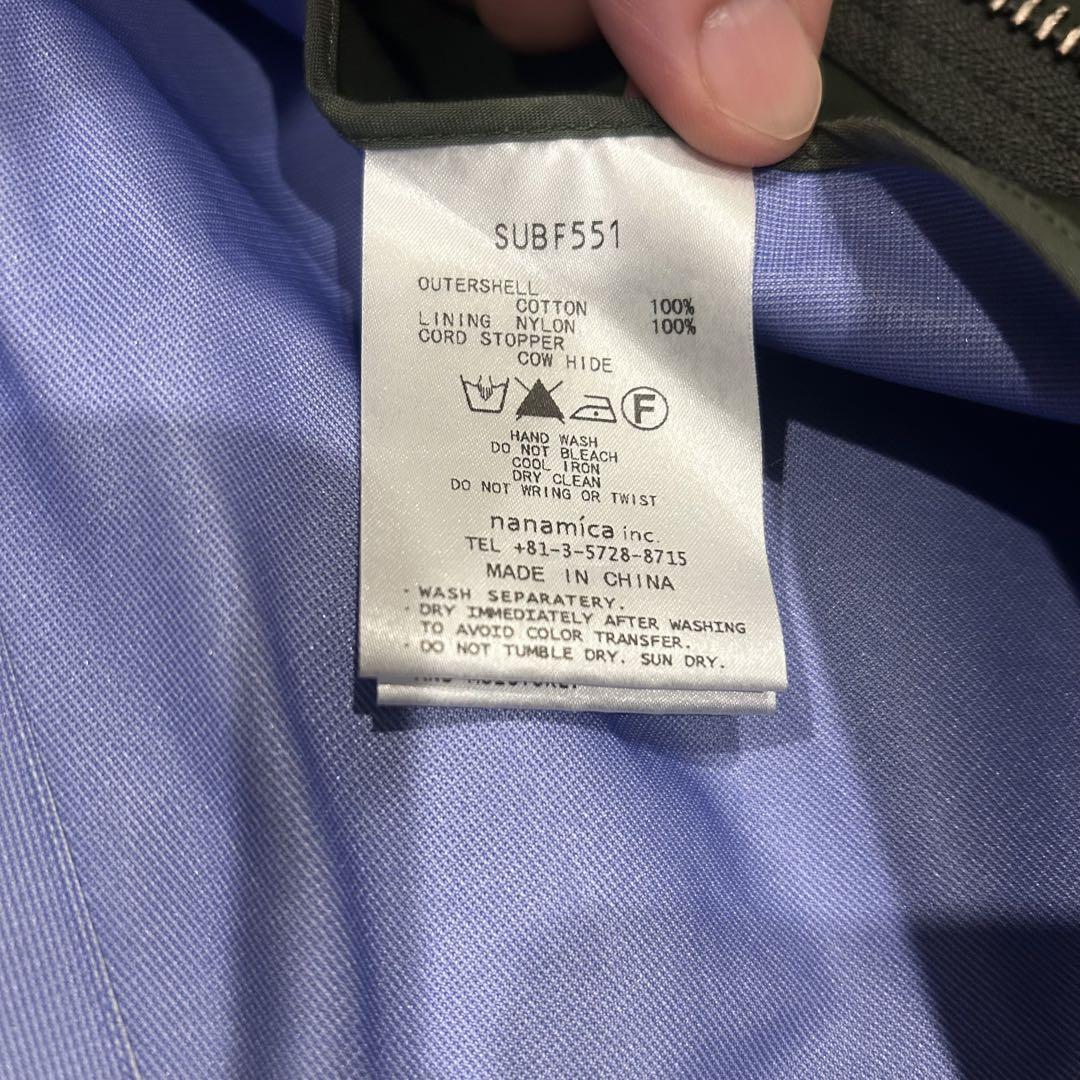 SUBF551
OUTERSHELL
COTTON 100%
LINING NYLON 100%
CORD STOPPER
COW HIDE
F
HAND WASH
DO NOT BLEACH
COOL IRON
DRY CLEAN
DO NOT WRING OR TWIST
nanamica inc.
TEL +81-3-5728-8715
MADE IN CHINA
· WASH SEPARATERY.
· DRY IMMEDIATELY AFTER WASHING
TO AVOID COLOR TRANSFER.
· DO NOT TUMBLE DRY. SUN DRY.